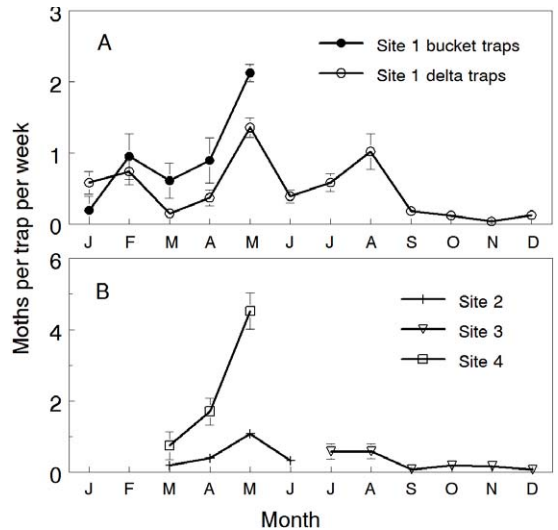 3
A
Site 1 bucket traps
Site 1 delta traps
2
1
0
J F M A M J J A S O N D
Moths per trap per week
6
B
Site 2
Site 3
Site 4
4
2
0
J F M A M J J A S O N D
Month